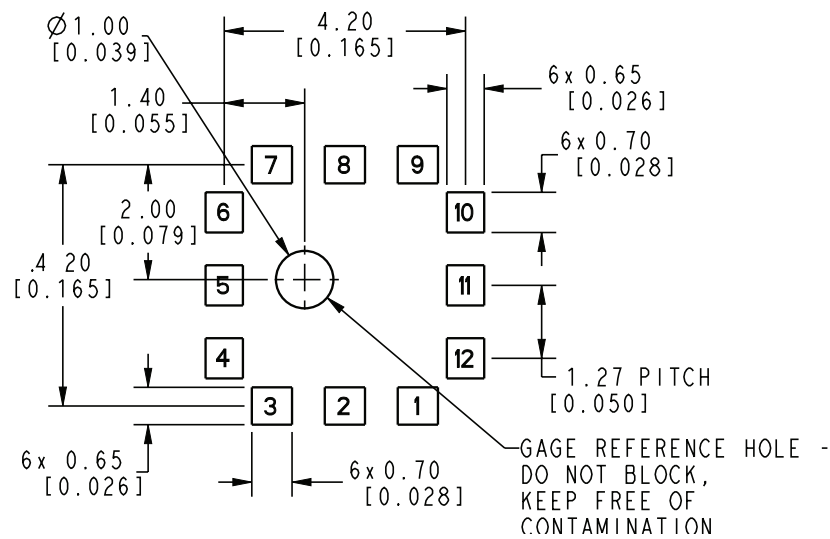 Ø1.00
[0.039]
4.20
[0.165]
1.40
[0.055]
6x 0.65
[0.026]
6x 0.70
[0.028]
7
8
9
6
10
2.00
[0.079]
.4 20
[0.165]
5
11
4
12
1.27 PITCH
[0.050]
3
2
1
6x 0.65
[0.026]
6x 0.70
[0.028]
GAGE REFERENCE HOLE -
DO NOT BLOCK,
KEEP FREE OF
CONTAMINATION